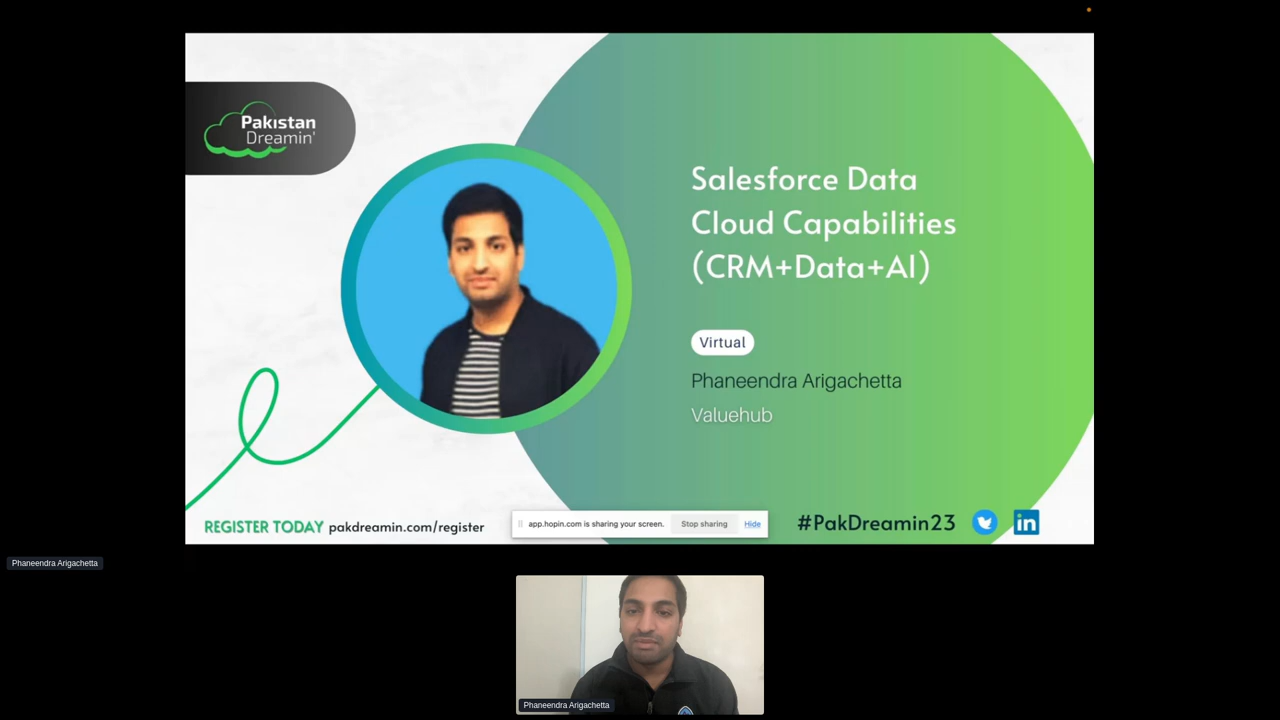 Pakistan
Dreamin'
Salesforce Data
Cloud Capabilities
(CRM+Data+AI)
Virtual
Phaneendra Arigachetta
Valuehub
REGISTER TODAY pakdreamin.com/register
app.hopin.com is sharing your screen. Stop sharing Hide
#PakDreamin23
in
Phaneendra Arigachetta
Phaneendra Arigachetta